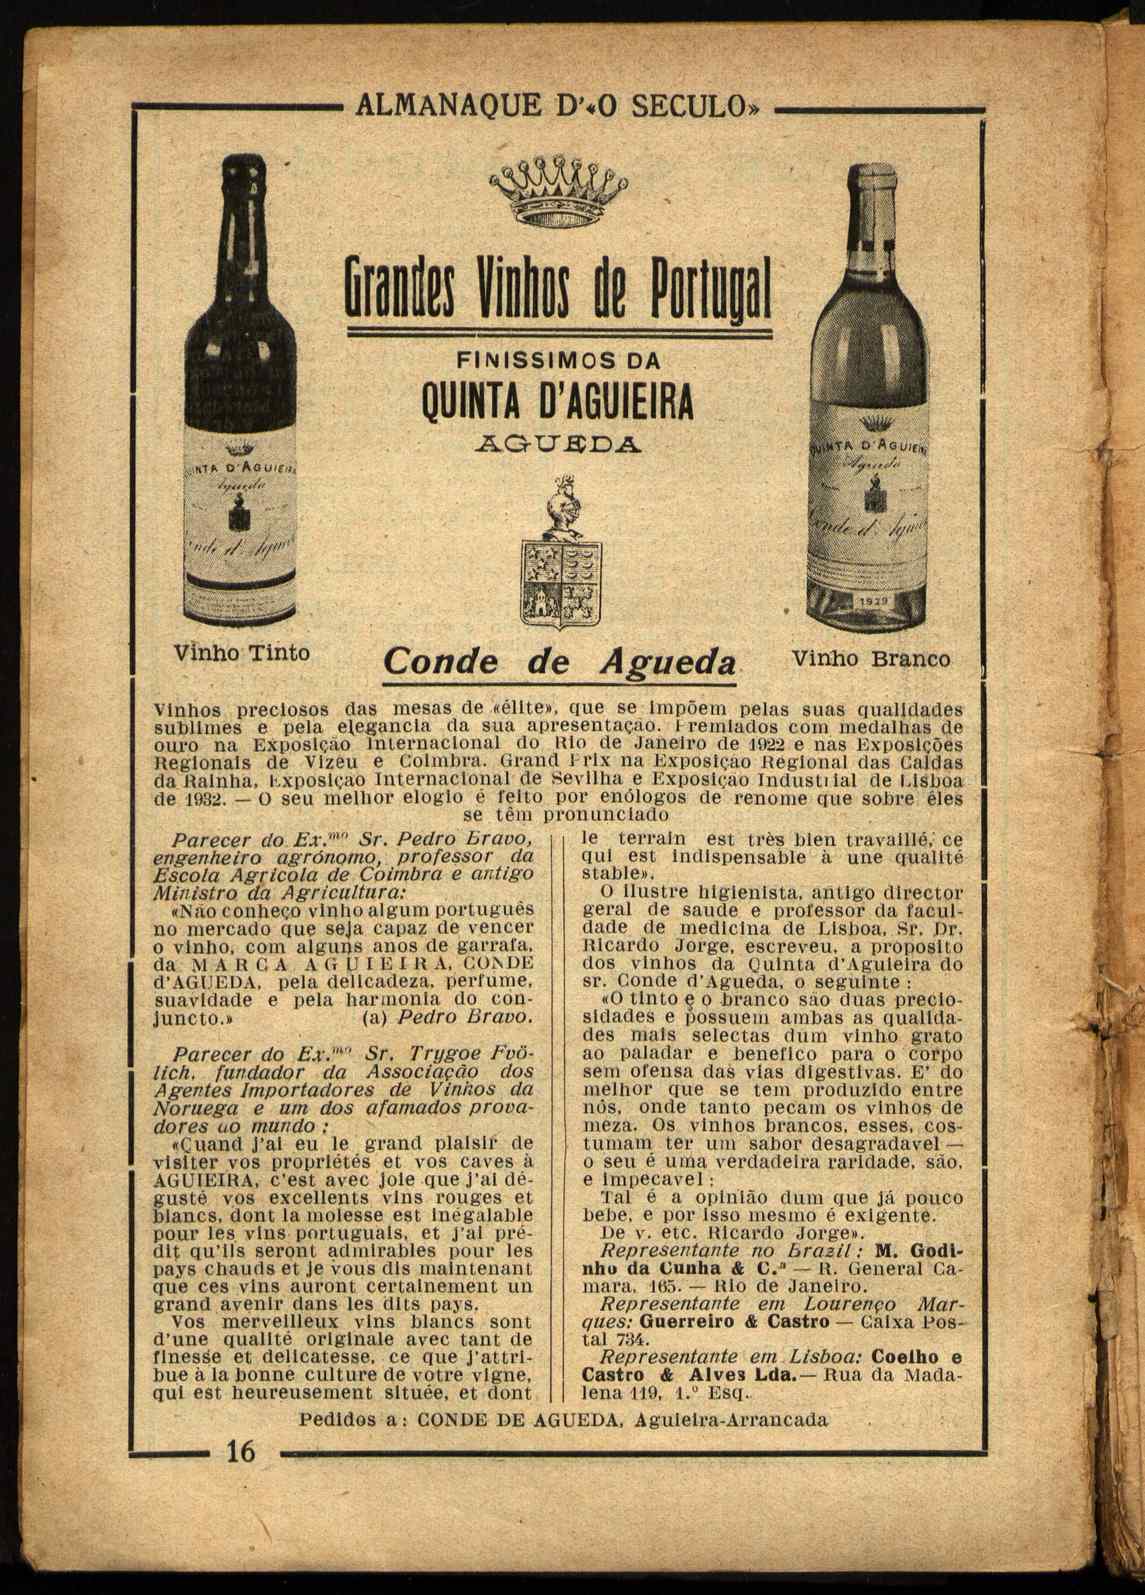 ALMANAQUE D'«O SECULO»
Grandes Vinhos de Portugal
FINISSIMOS DA
QUINTA D'AGUIEIRA
AGUEDA
QUINTA D'AGUIEIR
Agueda
Conde d'
QUINTA D'AGUIEIR
Agueda
Conde d'
1929
Vinho Tinto
Conde de Agueda
Vinho Branco
Vinhos preciosos das mesas de «élite», que se impõem pelas suas qualidades
sublimes e pela elegancia da sua apresentação. Premiados com medalhas de
ouro na Exposição Internacional do Rio de Janeiro de 1922 e nas Exposições
Regionais de Vizeu e Coimbra. Grand Prix na Exposição Regional das Caldas
da Rainha, Exposição Internacional de Sevilha e Exposição Industrial de Lisboa
de 1932. — O seu melhor elogio é feito por enólogos de renome que sobre êles
se têm pronunciado
Parecer do Ex.mo Sr. Pedro Bravo,
engenheiro agrónomo, professor da
Escola Agricola de Coimbra e antigo
Ministro da Agricultura:
«Não conheço vinho algum português
no mercado que seja capaz de vencer
o vinho, com alguns anos de garrafa,
da MARCA AGUIEIRA, CONDE
d'AGUEDA, pela delicadeza, perfume,
suavidade e pela harmonia do con-
juncto.» (a) Pedro Bravo.
Parecer do Ex.mo Sr. Trygoe Fvö-
lich, fundador da Associação dos
Agentes Importadores de Vinhos da
Noruega e um dos afamados prova-
dores do mundo:
«Quand j'ai eu le grand plaisir de
visiter vos propriétés et vos caves à
AGUIEIRA, c'est avec joie que j'ai dé-
gusté vos excellents vins rouges et
blancs, dont la molesse est inégalable
pour les vins portuguais, et j'ai pré-
dit qu'ils seront admirables pour les
pays chauds et je vous dis maintenant
que ces vins auront certainement un
grand avenir dans les dits pays.
Vos merveilleux vins blancs sont
d'une qualité originale avec tant de
finesse et delicatesse, ce que j'attri-
bue à la bonne culture de votre vigne,
qui est heureusement située, et dont
le terrain est très bien travaillé, ce
qui est indispensable à une qualité
stable».
O ilustre higienista, antigo director
geral de saude e professor da facul-
dade de medicina de Lisboa, Sr. Dr.
Ricardo Jorge, escreveu, a proposito
dos vinhos da Quinta d'Aguieira do
sr. Conde d'Agueda, o seguinte:
«O tinto e o branco são duas precio-
sidades e possuem ambas as qualida-
des mais selectas dum vinho grato
ao paladar e benefico para o corpo
sem ofensa das vias digestivas. E' do
melhor que se tem produzido entre
nós, onde tanto pecam os vinhos de
meza. Os vinhos brancos, esses, cos-
tumam ter um sabor desagradavel —
o seu é uma verdadeira raridade, são,
e impecavel:
Tal é a opinião dum que já pouco
bebe, e por isso mesmo é exigente.
De v. etc. Ricardo Jorge».
Representante no Brazil: M. Godi-
nho da Cunha & C.ª — R. General Ca-
mara, 165. — Rio de Janeiro.
Representante em Lourenço Mar-
ques: Guerreiro & Castro — Caixa Pos-
tal 734.
Representante em Lisboa: Coelho e
Castro & Alves Lda. — Rua da Mada-
lena 119, 1.º Esq.
Pedidos a: CONDE DE AGUEDA, Aguieira-Arrancada
16